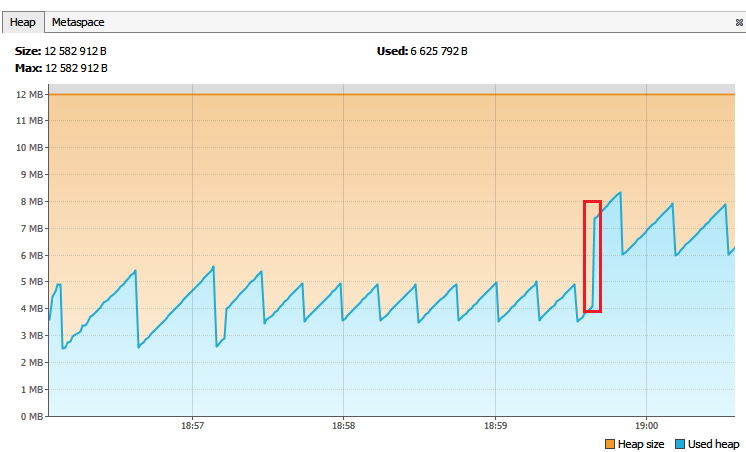 Heap Metaspace
Size: 12 582 912 B Used: 6 625 792 B
Max: 12 582 912 B
12 MB
11 MB
10 MB
9 MB
8 MB
7 MB
6 MB
5 MB
4 MB
3 MB
2 MB
1 MB
0 MB
18:57 18:58 18:59 19:00
Heap size Used heap